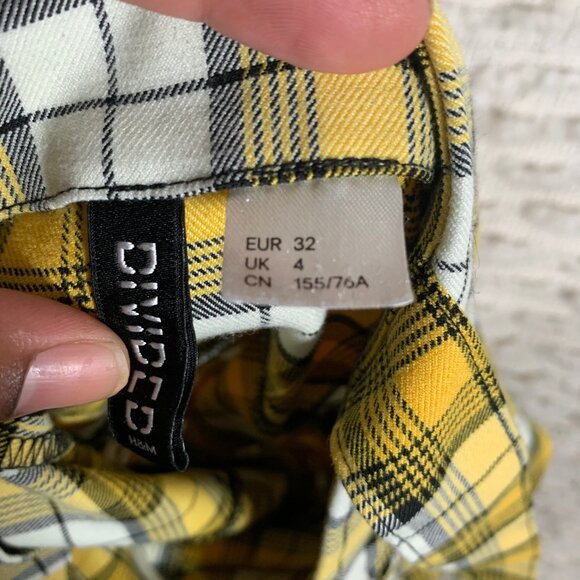 DIVIDED
H&M
EUR 32
UK 4
CN 155/76A